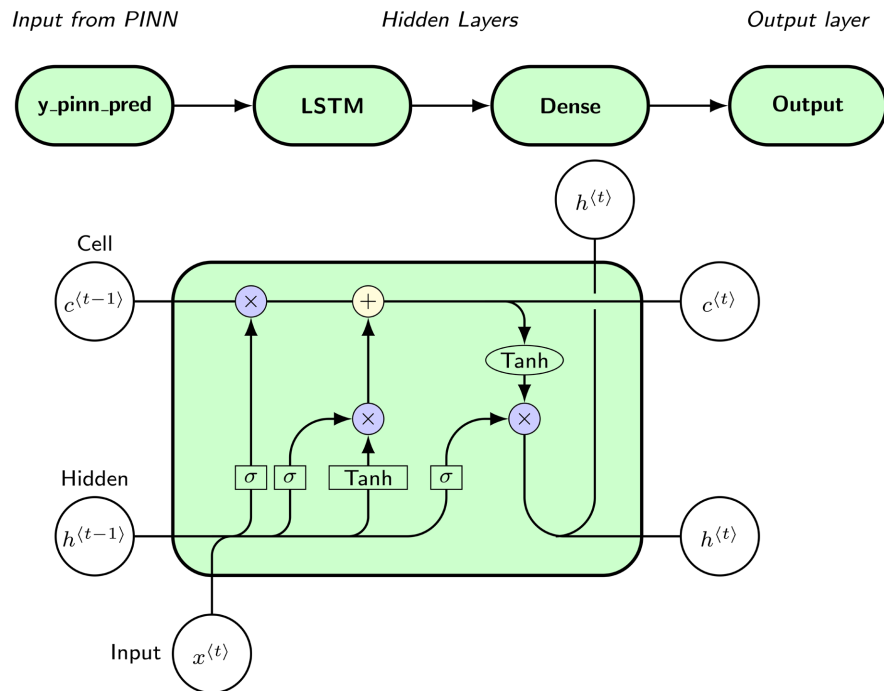 Input from PINN Hidden Layers Output layer
y_pinn_pred LSTM Dense Output
h⟨t⟩
Cell
c⟨t−1⟩ × + c⟨t⟩
Tanh
× ×
Hidden σ σ Tanh σ
h⟨t−1⟩ h⟨t⟩
Input x⟨t⟩